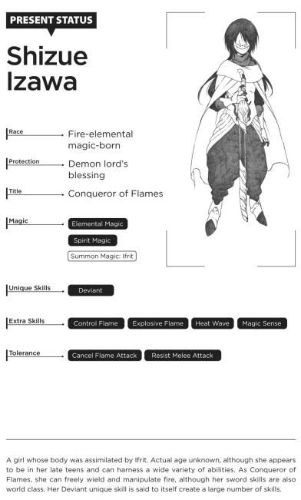 PRESENT STATUS
Shizue
Izawa
Race
Fire-elemental
magic-born
Protection
Demon lord's
blessing
Title
Conqueror of Flames
Magic
Elemental Magic
Spirit Magic
Summon Magic: Ifrit
Unique Skills
Deviant
Extra Skills
Control Flame
Explosive Flame
Heat Wave
Magic Sense
Tolerance
Cancel Flame Attack
Resist Melee Attack
A girl whose body was assimilated by Ifrit. Actual age unknown, although she appears
to be in her late teens and can harness a wide variety of abilities. As Conqueror of
Flames, she can freely wield and manipulate fire, although her sword skills are also
world class. Her Deviant unique skill is said to itself create a large number of skills.